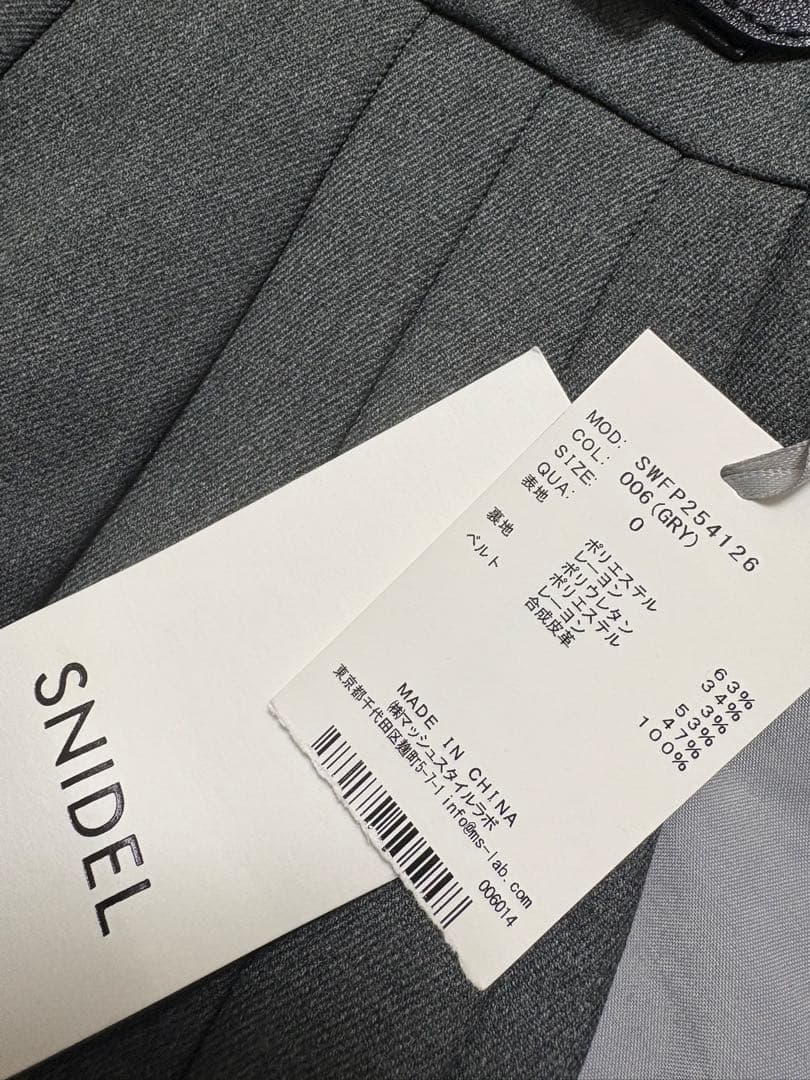 SNIDEL
MOD: SWFP254126
COL: 006(GRY)
SIZE: 0
QUA:
表地 ポリエステル 63%
レーヨン 34%
ポリウレタン 3%
裏地 ポリエステル 53%
レーヨン 47%
ベルト 合成皮革 100%
MADE IN CHINA
㈱マッシュスタイルラボ
東京都千代田区麹町5-7-1 info@ms-lab.com
006014